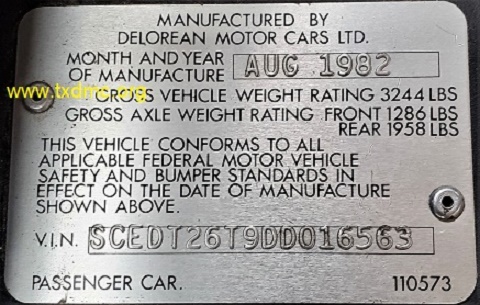 MANUFACTURED BY
DELOREAN MOTOR CARS LTD.
MONTH AND YEAR
OF MANUFACTURE AUG 1982
www.txdmc.org
GROSS VEHICLE WEIGHT RATING 3244 LBS
GROSS AXLE WEIGHT RATING FRONT 1286 LBS
REAR 1958 LBS
THIS VEHICLE CONFORMS TO ALL
APPLICABLE FEDERAL MOTOR VEHICLE
SAFETY AND BUMPER STANDARDS IN
EFFECT ON THE DATE OF MANUFACTURE
SHOWN ABOVE.
V.I.N. SCEDT26T9DD016563
PASSENGER CAR. 110573